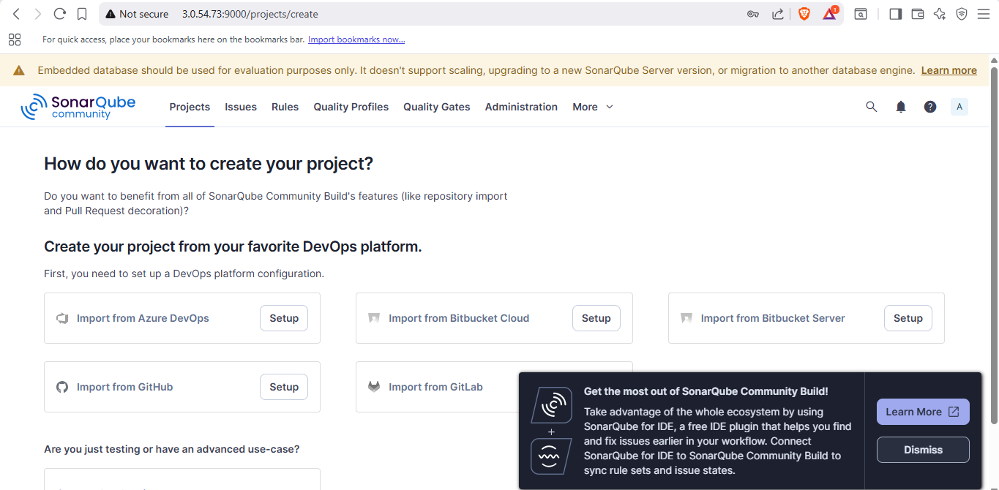 Not secure 3.0.54.73:9000/projects/create 1
For quick access, place your bookmarks here on the bookmarks bar. Import bookmarks now...
Embedded database should be used for evaluation purposes only. It doesn't support scaling, upgrading to a new SonarQube Server version, or migration to another database engine. Learn more
SonarQube
community
Projects Issues Rules Quality Profiles Quality Gates Administration More ? A
How do you want to create your project?
Do you want to benefit from all of SonarQube Community Build's features (like repository import
and Pull Request decoration)?
Create your project from your favorite DevOps platform.
First, you need to set up a DevOps platform configuration.
Import from Azure DevOps Setup
Import from Bitbucket Cloud Setup
Import from Bitbucket Server Setup
Import from GitHub Setup
Import from GitLab
Are you just testing or have an advanced use-case?
Get the most out of SonarQube Community Build!
Take advantage of the whole ecosystem by using
SonarQube for IDE, a free IDE plugin that helps you find
and fix issues earlier in your workflow. Connect
SonarQube for IDE to SonarQube Community Build to
sync rule sets and issue states.
Learn More
Dismiss